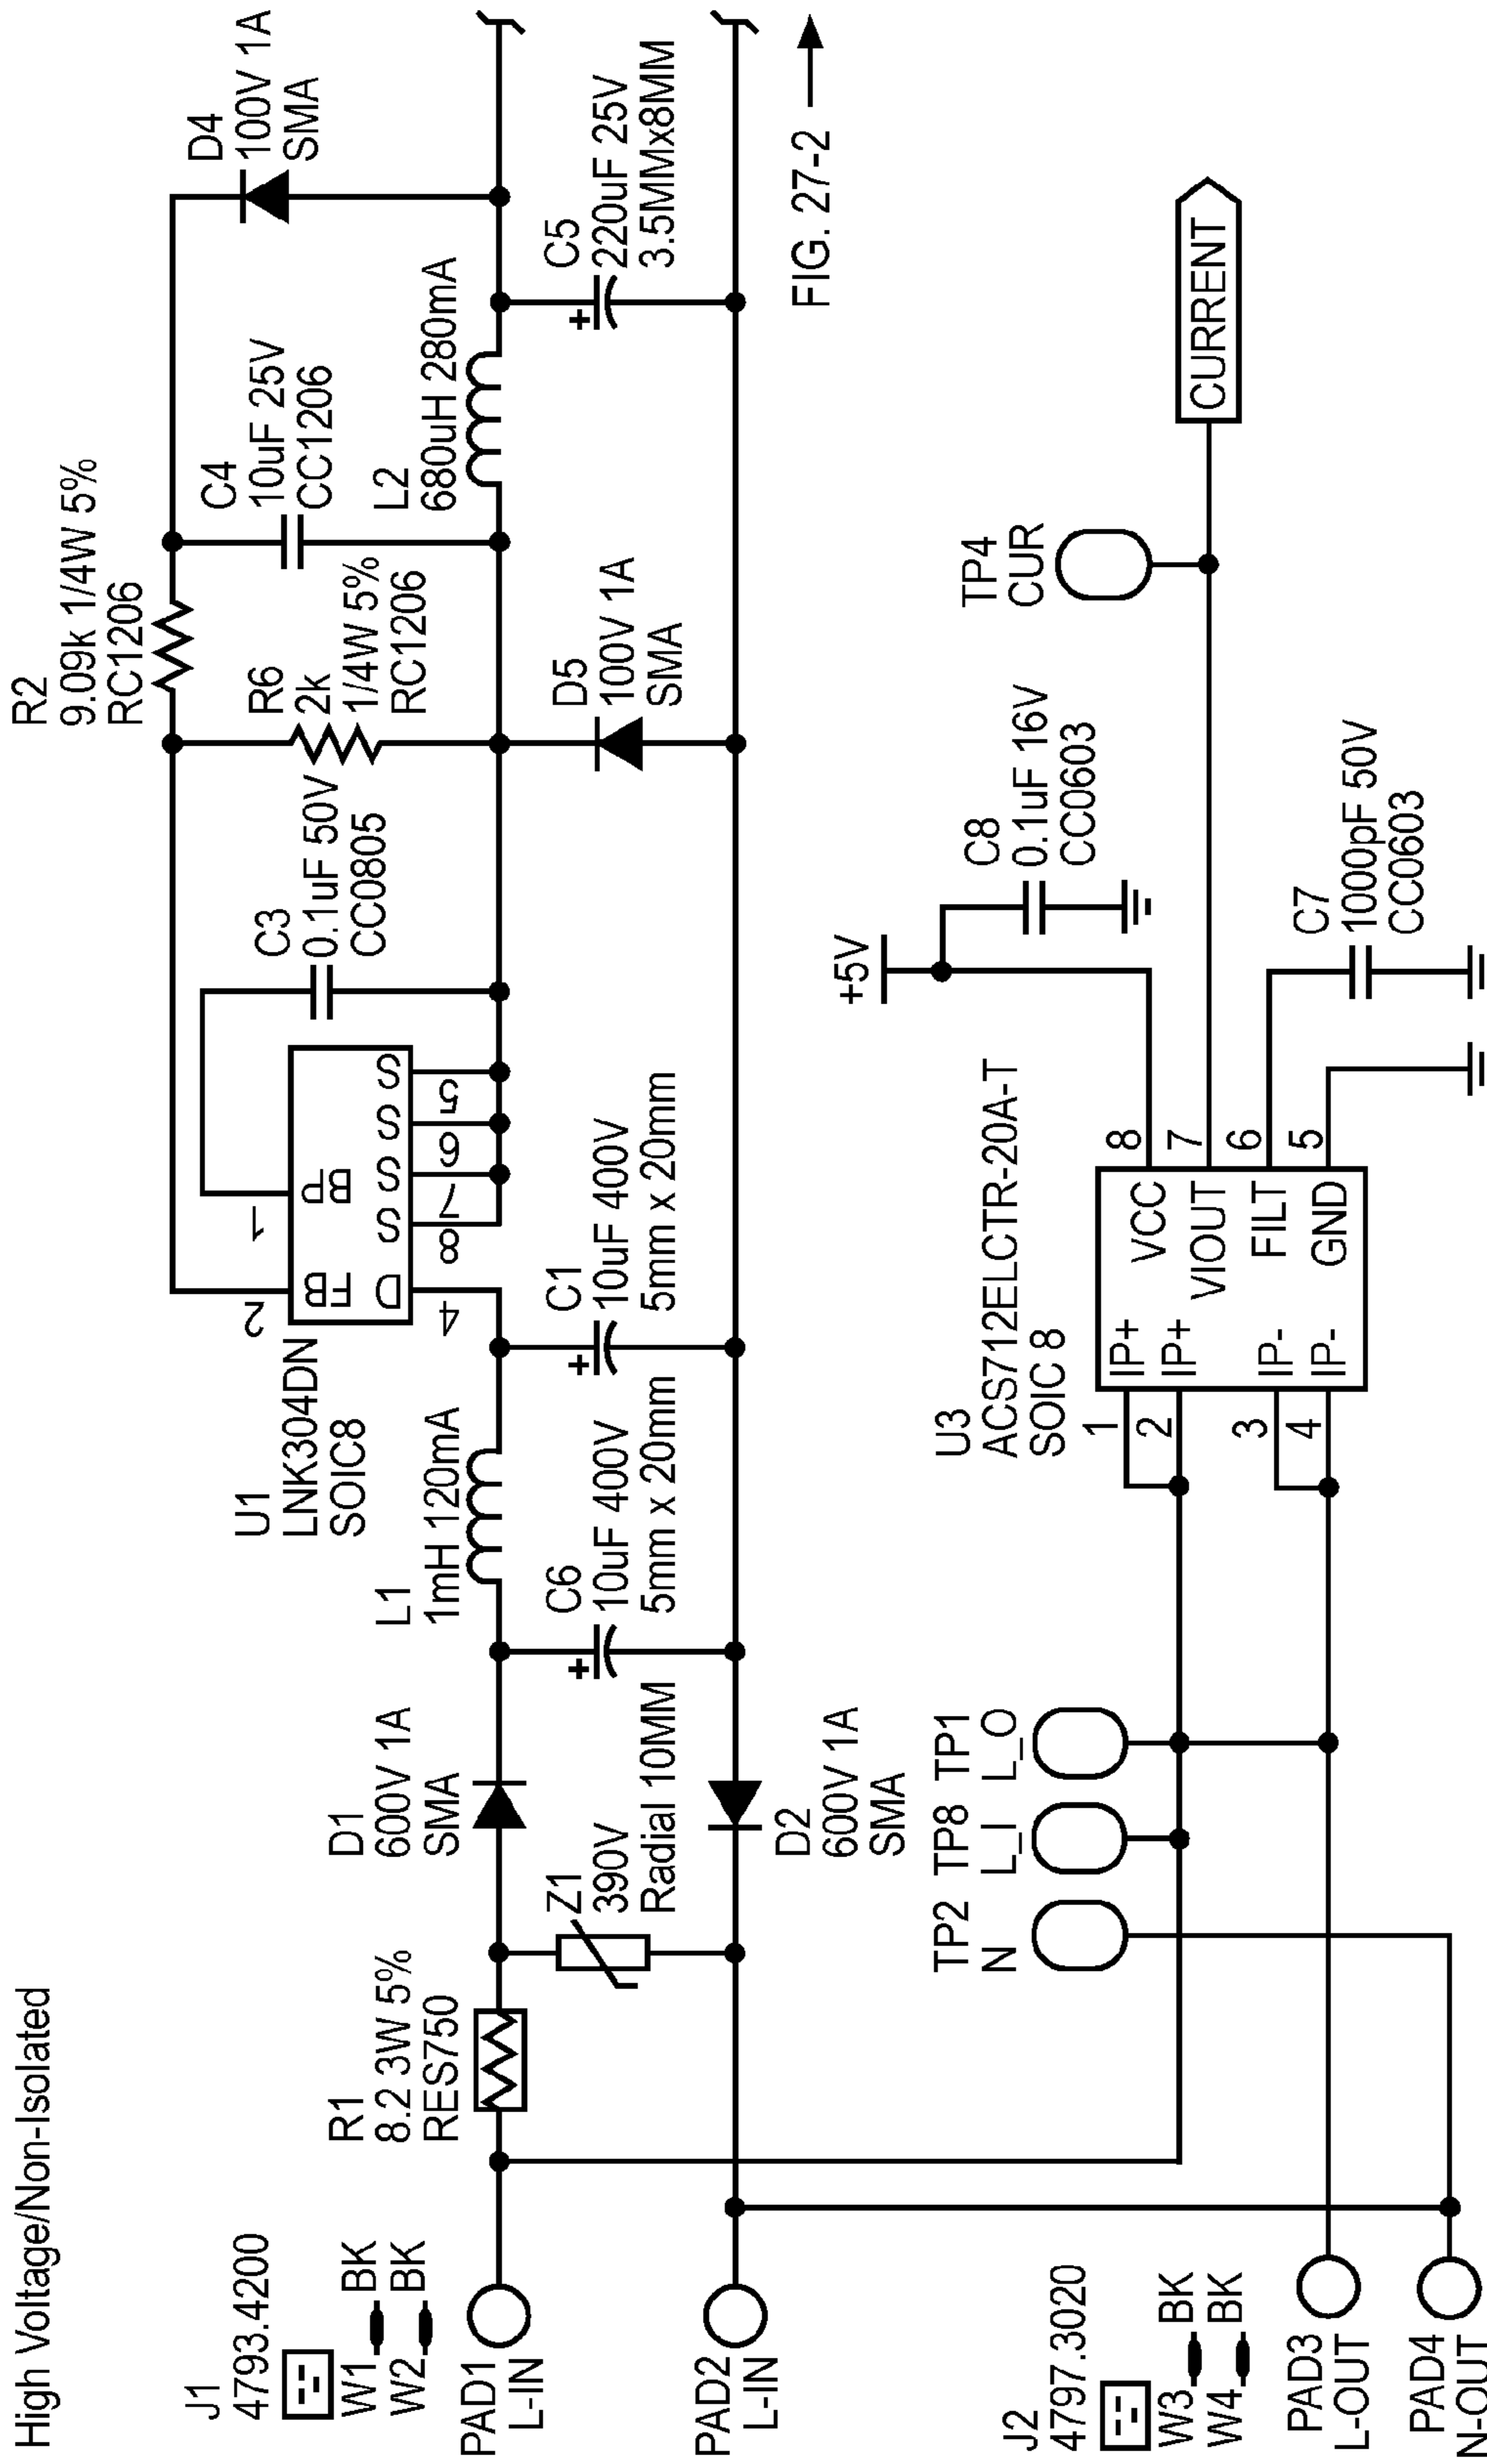 High Voltage/Non-Isolated
J1
4793.4200
W1 BK
W2 BK
PAD1
L-IN
PAD2
L-IN
R1
8.2 3W 5%
RES750
Z1
390V
Radial 10MM
D1
600V 1A
SMA
D2
600V 1A
SMA
C6
10uF 400V
5mm x 20mm
L1
1mH 120mA
C1
10uF 400V
5mm x 20mm
U1
LNK304DN
SOIC8
2
1
FB
BP
D
S
S
S
S
4
8
7
6
5
C3
0.1uF 50V
CC0805
R2
9.09k 1/4W 5%
RC1206
R6
2k
1/4W 5%
RC1206
D5
100V 1A
SMA
C4
10uF 25V
CC1206
L2
680uH 280mA
C5
220uF 25V
3.5MMx8MM
D4
100V 1A
SMA
FIG. 27-2
J2
4797.3020
W3 BK
W4 BK
PAD3
L-OUT
PAD4
N-OUT
TP2
N
TP8
L_I
TP1
L_O
U3
ACS712ELCTR-20A-T
SOIC 8
1
2
3
4
IP+
IP+
IP-
IP-
VCC
VIOUT
FILT
GND
8
7
6
5
+5V
C8
0.1uF 16V
CC0603
C7
1000pF 50V
CC0603
TP4
CUR
CURRENT